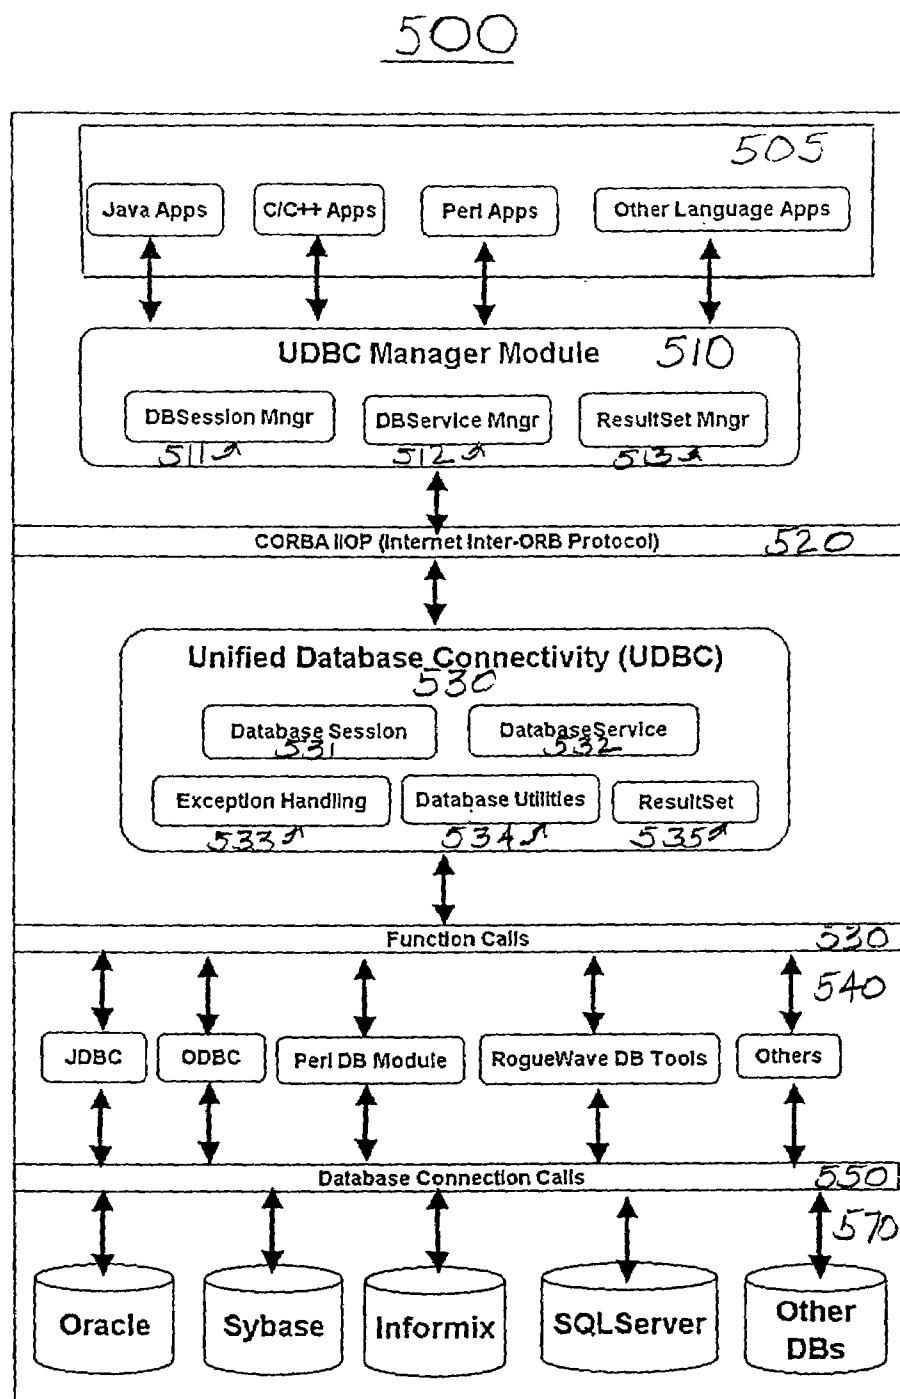 500
505
Java Apps C/C++ Apps Perl Apps Other Language Apps
UDBC Manager Module 510
DBSession Mngr DBService Mngr ResultSet Mngr
511 512 513
CORBA IIOP (Internet Inter-ORB Protocol) 520
Unified Database Connectivity (UDBC)
530
Database Session DatabaseService
531 532
Exception Handling Database Utilities ResultSet
533 534 535
Function Calls 530
540
JDBC ODBC Perl DB Module RogueWave DB Tools Others
Database Connection Calls 550
570
Oracle Sybase Informix SQLServer Other
DBs